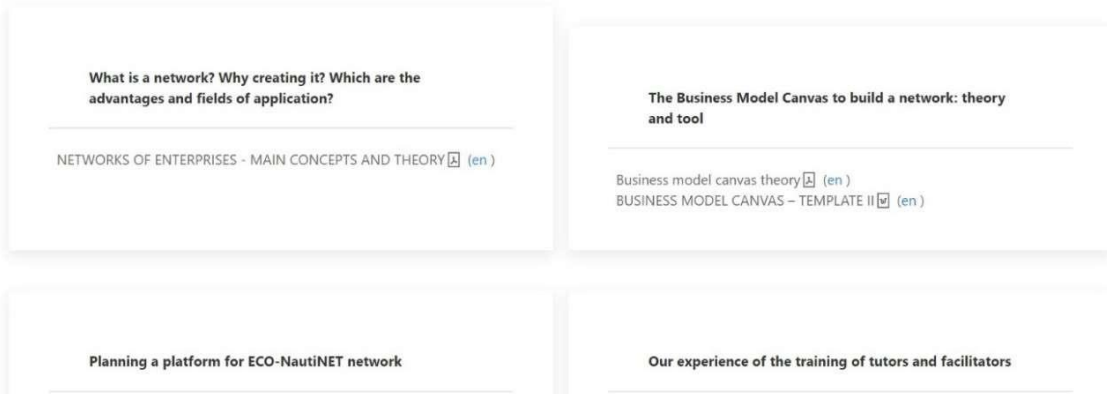 What is a network? Why creating it? Which are the
advantages and fields of application?
NETWORKS OF ENTERPRISES - MAIN CONCEPTS AND THEORY (en )
The Business Model Canvas to build a network: theory
and tool
Business model canvas theory (en )
BUSINESS MODEL CANVAS – TEMPLATE II (en )
Planning a platform for ECO-NautiNET network
Our experience of the training of tutors and facilitators